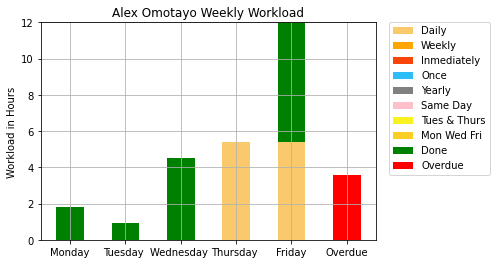 Alex Omotayo Weekly Workload
Workload in Hours
12
10
8
6
4
2
0
Monday Tuesday Wednesday Thursday Friday Overdue
Daily
Weekly
Inmediately
Once
Yearly
Same Day
Tues & Thurs
Mon Wed Fri
Done
Overdue